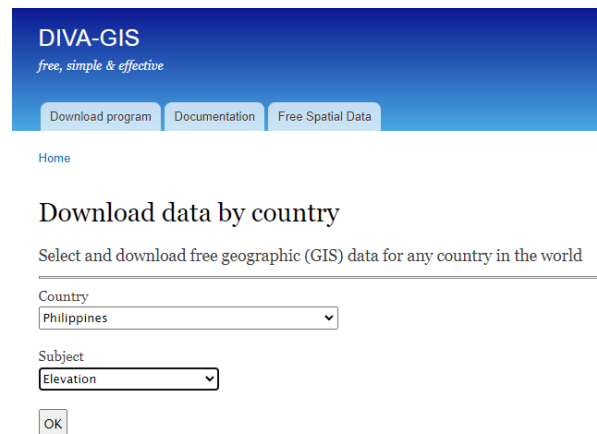 DIVA-GIS
free, simple & effective
Download program Documentation Free Spatial Data
Home
Download data by country
Select and download free geographic (GIS) data for any country in the world
Country
Philippines
Subject
Elevation
OK